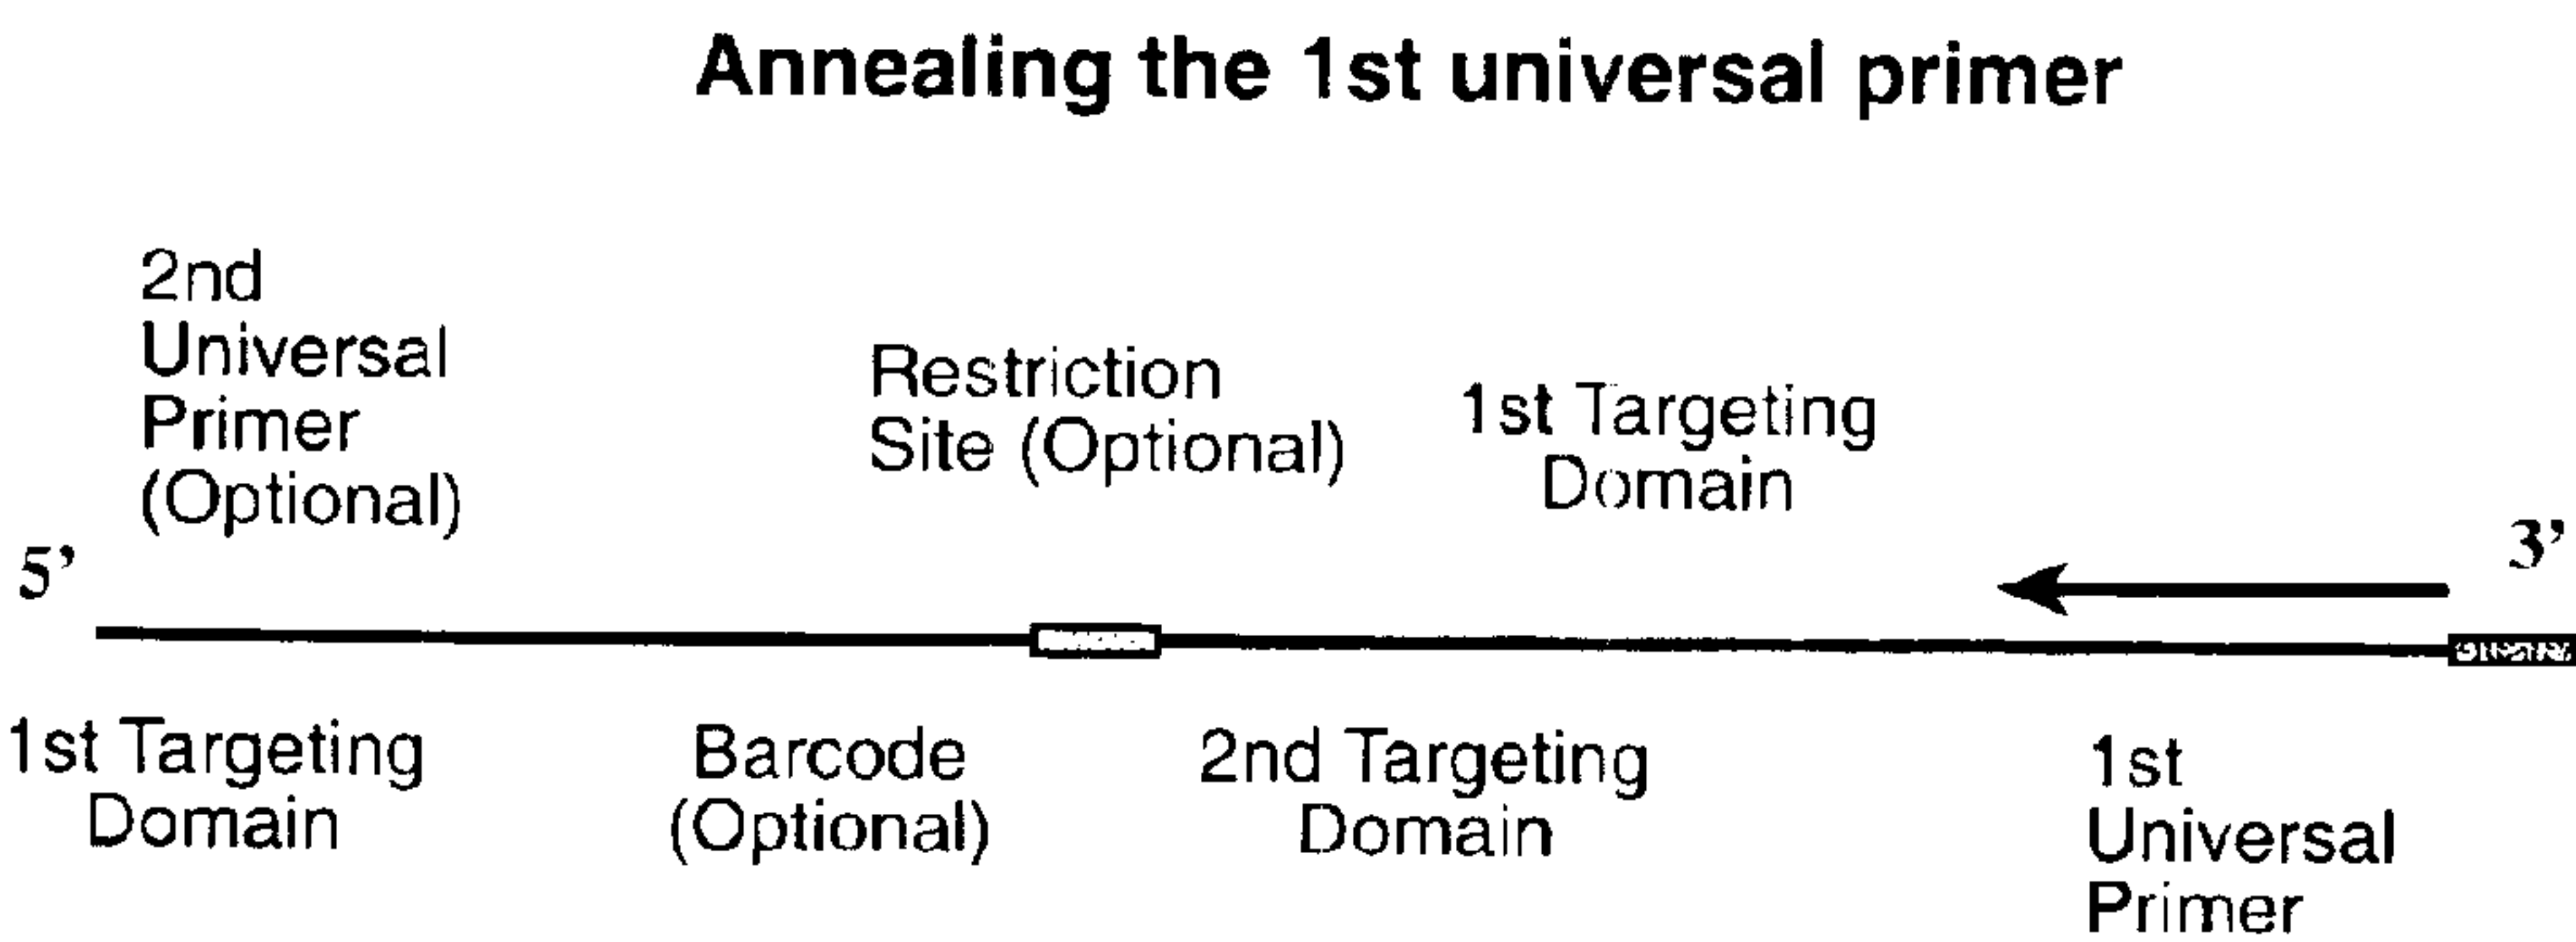 Annealing the 1st universal primer
2nd
Universal
Primer
(Optional)
Restriction
Site (Optional)
1st Targeting
Domain
5’
3’
1st Targeting
Domain
Barcode
(Optional)
2nd Targeting
Domain
1st
Universal
Primer